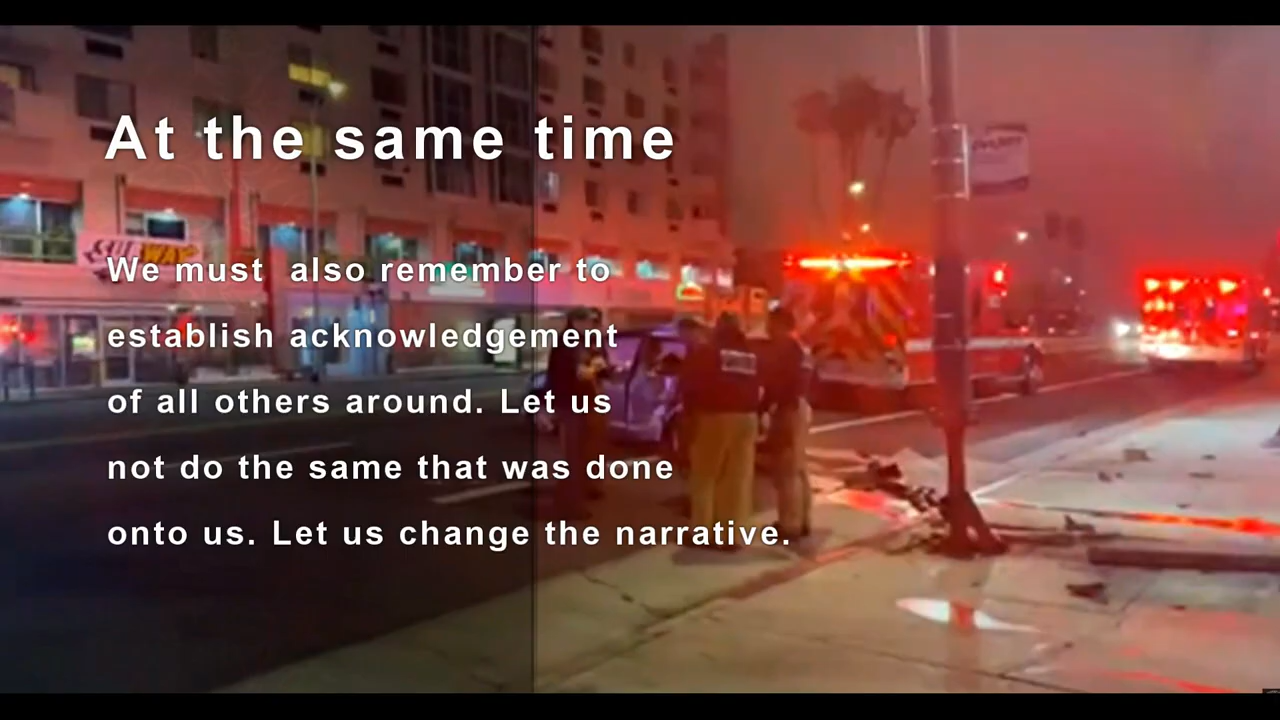 At the same time
SUBWAY
We must also remember to
establish acknowledgement
of all others around. Let us
not do the same that was done
onto us. Let us change the narrative.